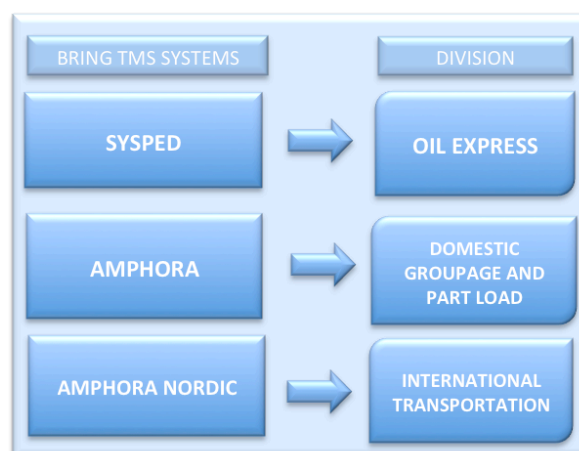 BRING TMS SYSTEMS
DIVISION
SYSPED
OIL EXPRESS
AMPHORA
DOMESTIC
GROUPAGE AND
PART LOAD
AMPHORA NORDIC
INTERNATIONAL
TRANSPORTATION